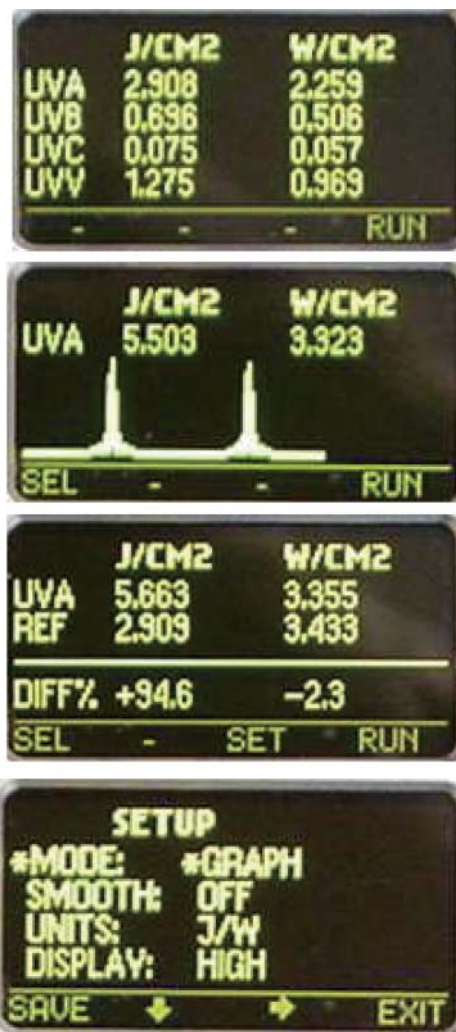 J/CM2 W/CM2
UVA 2.908 2.259
UVB 0.696 0.506
UVC 0.075 0.057
UVV 1.275 0.969
- - - RUN
J/CM2 W/CM2
UVA 5.503 3.323
SEL - - RUN
J/CM2 W/CM2
UVA 5.663 3.355
REF 2.909 3.433
DIFF% +94.6 -2.3
SEL - SET RUN
SETUP
*MODE: *GRAPH
SMOOTH: OFF
UNITS: J/W
DISPLAY: HIGH
SAVE ↓ → EXIT